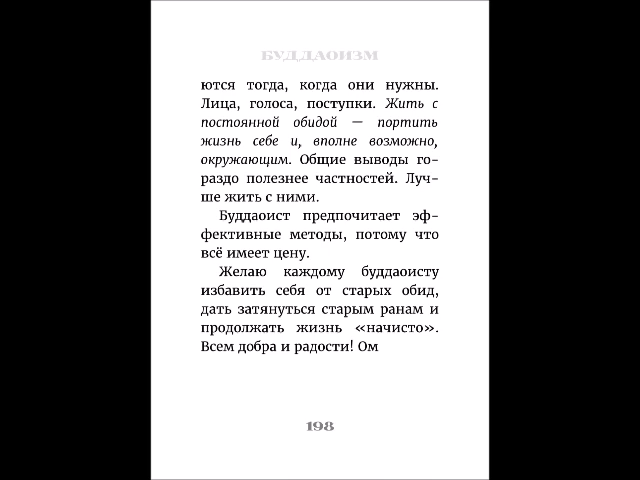 БУДДАОИЗМ
ются тогда, когда они нужны.
Лица, голоса, поступки. Жить с
постоянной обидой — портить
жизнь себе и, вполне возможно,
окружающим. Общие выводы го-
раздо полезнее частностей. Луч-
ше жить с ними.
Буддаоист предпочитает эф-
фективные методы, потому что
всё имеет цену.
Желаю каждому буддаоисту
избавить себя от старых обид,
дать затянуться старым ранам и
продолжать жизнь «начисто».
Всем добра и радости! Ом
198